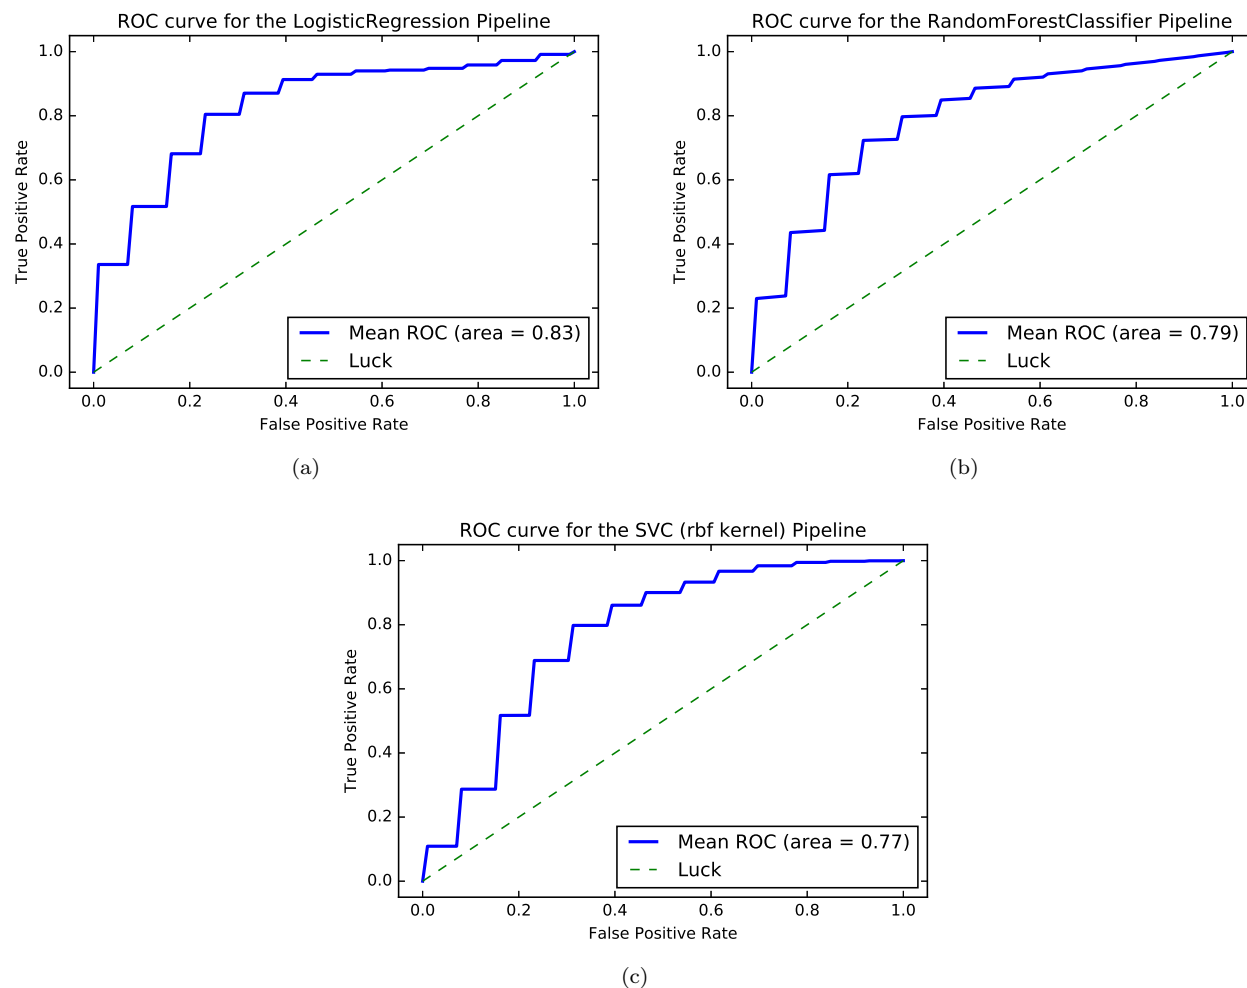 ROC curve for the LogisticRegression Pipeline
True Positive Rate
1.0
0.8
0.6
0.4
0.2
0.0
Mean ROC (area = 0.83)
Luck
0.0 0.2 0.4 0.6 0.8 1.0
False Positive Rate
(a)
ROC curve for the RandomForestClassifier Pipeline
True Positive Rate
1.0
0.8
0.6
0.4
0.2
0.0
Mean ROC (area = 0.79)
Luck
0.0 0.2 0.4 0.6 0.8 1.0
False Positive Rate
(b)
ROC curve for the SVC (rbf kernel) Pipeline
True Positive Rate
1.0
0.8
0.6
0.4
0.2
0.0
Mean ROC (area = 0.77)
Luck
0.0 0.2 0.4 0.6 0.8 1.0
False Positive Rate
(c)